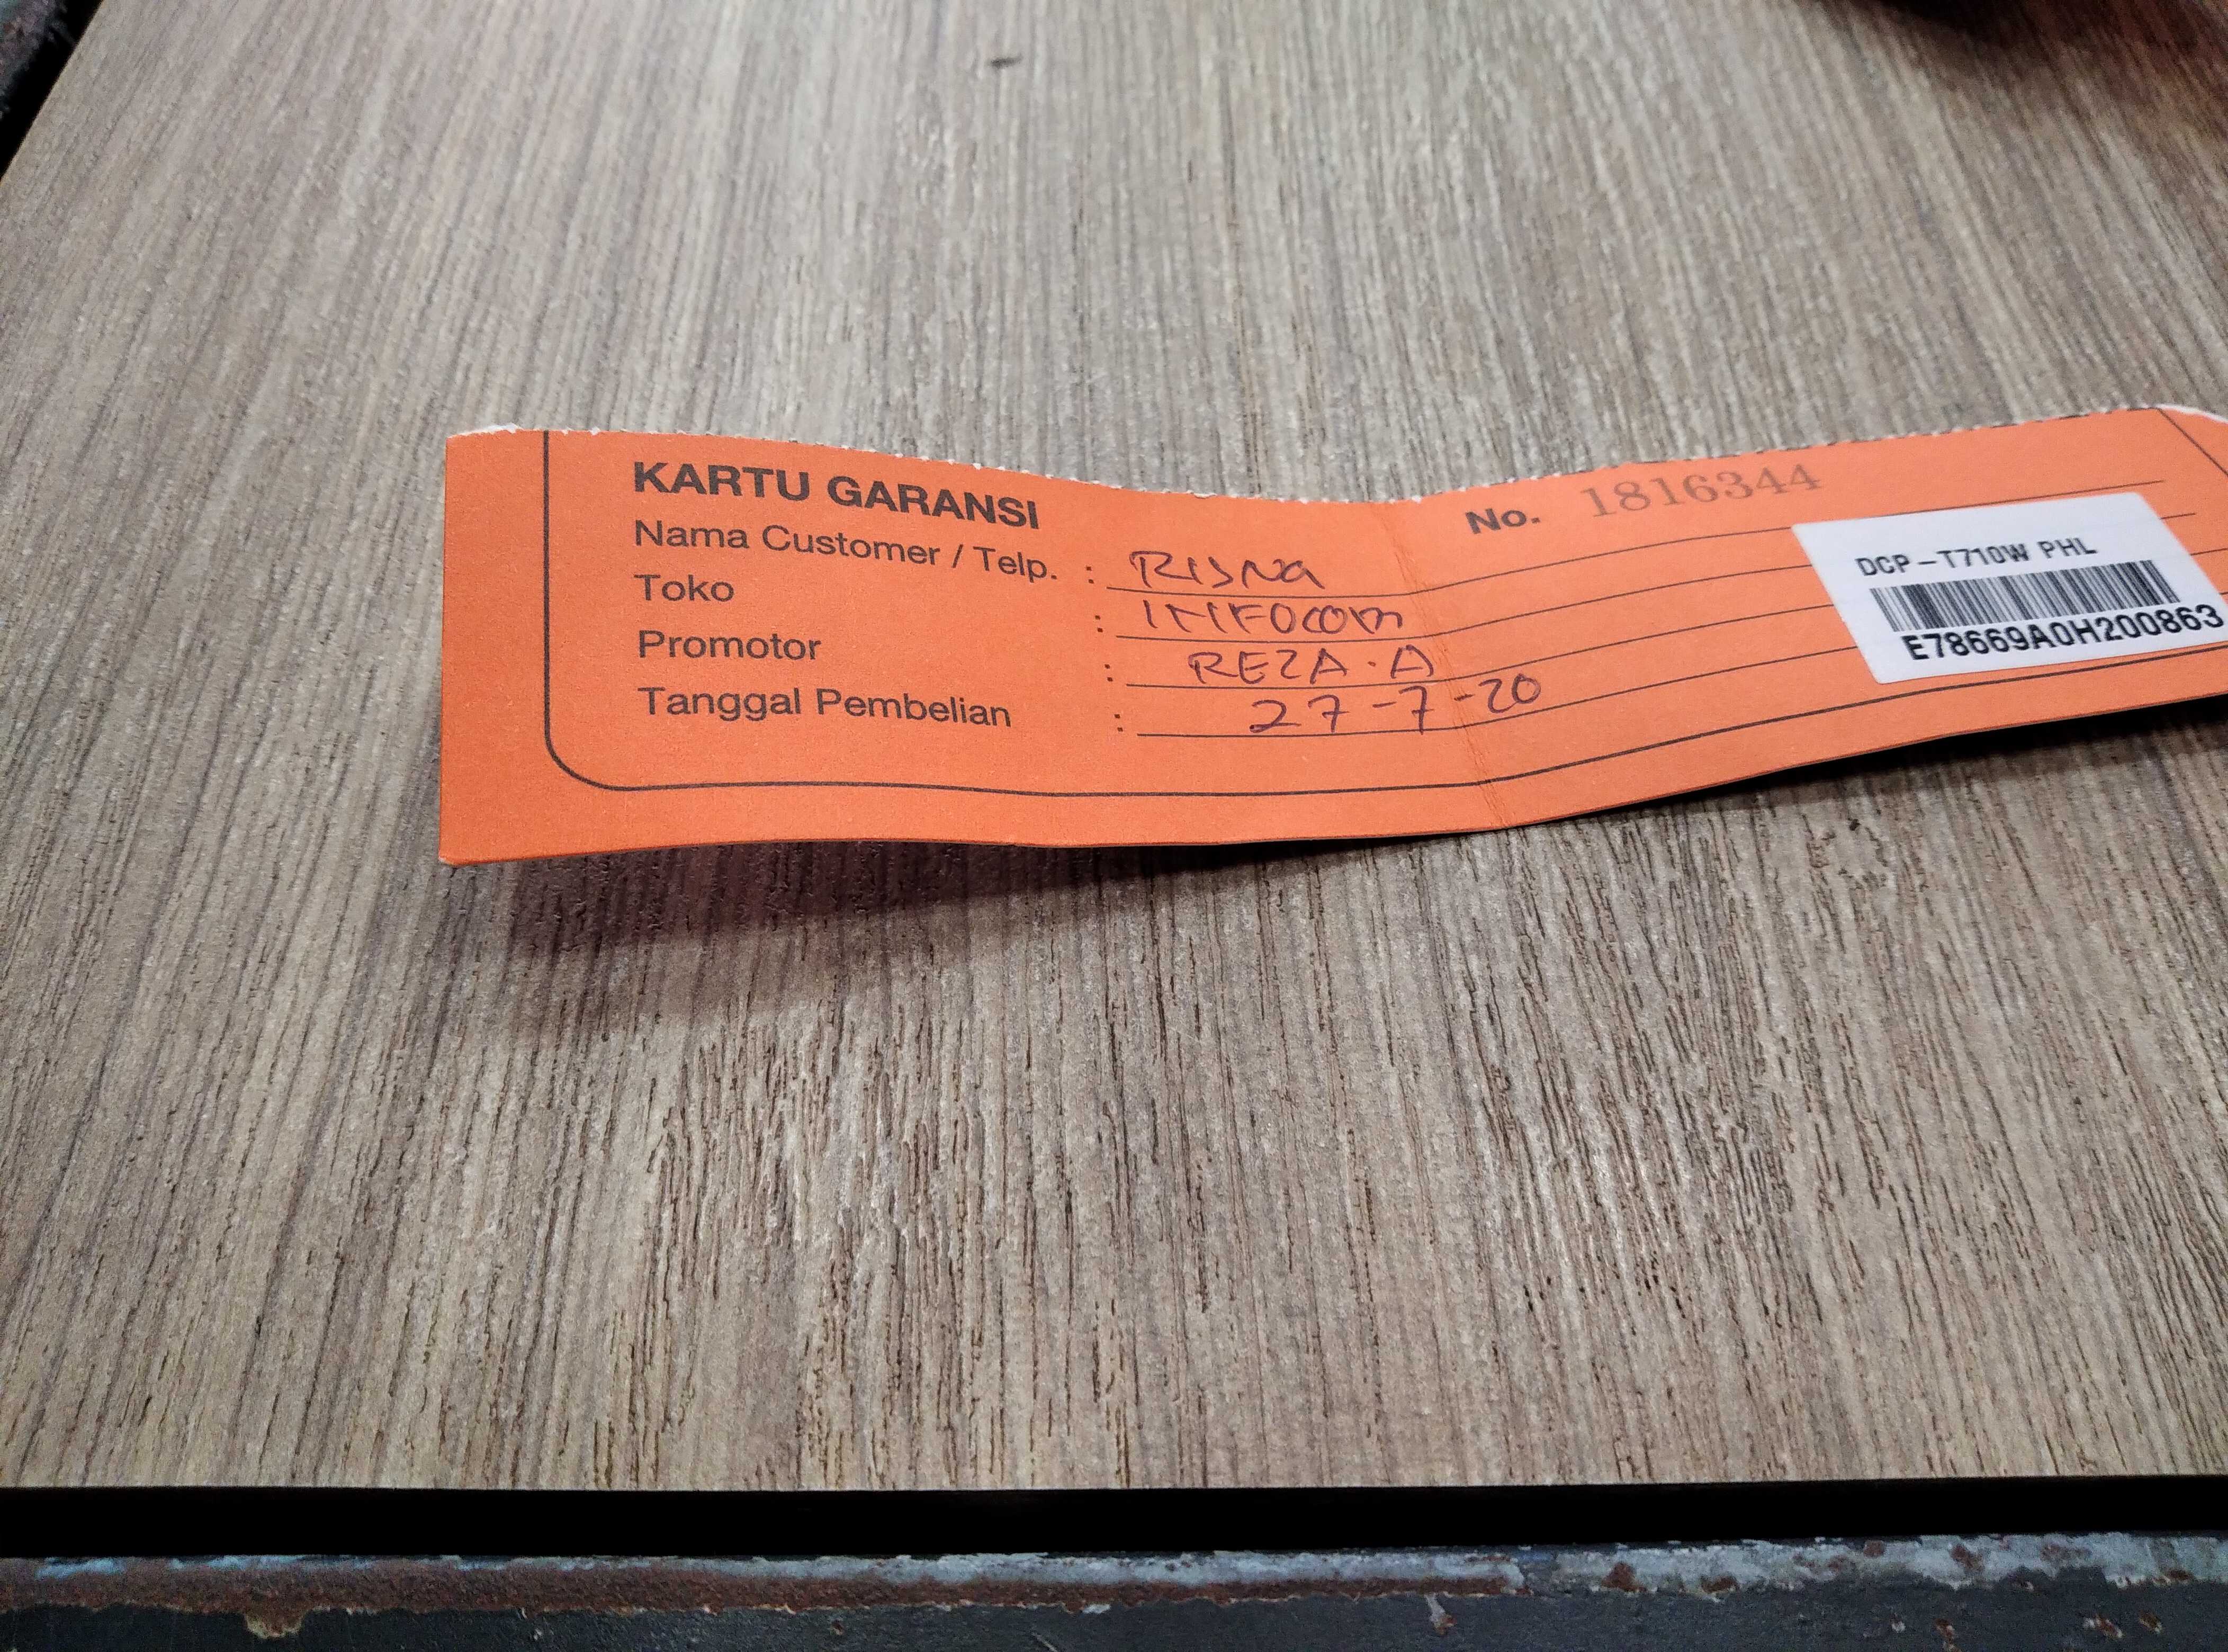 KARTU GARANSI No. 1816344
Nama Customer / Telp. : RISNa
Toko : INFOcom
Promotor : REZA.A
Tanggal Pembelian : 27-7-20
DCP-T710W PHL
E78669A0H200863